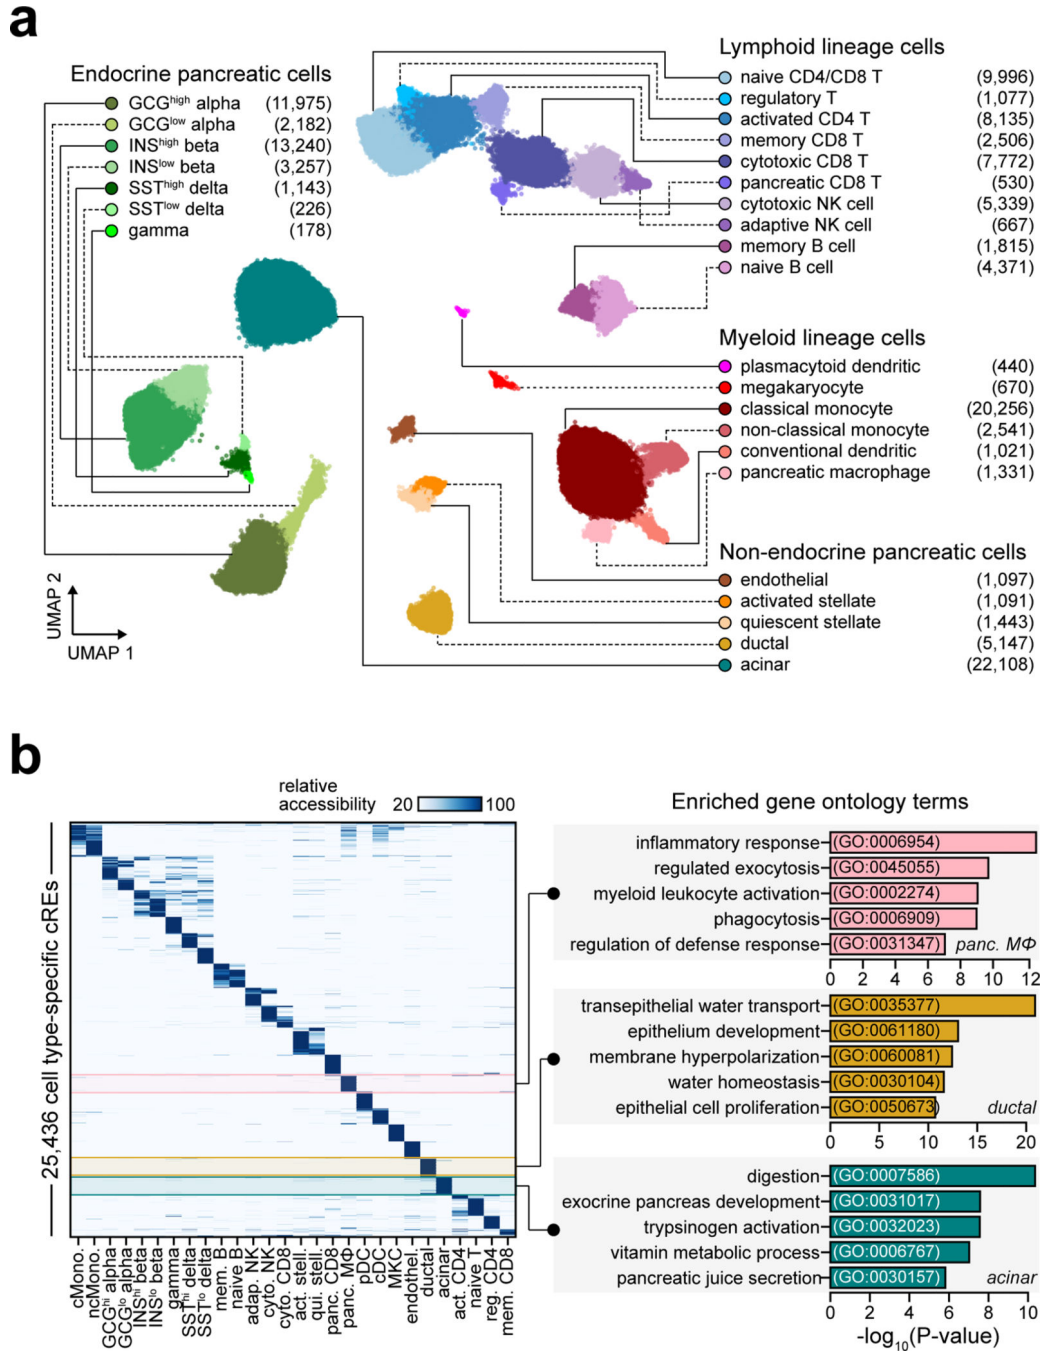 a
Endocrine pancreatic cells
GCGhigh alpha (11,975)
GCGlow alpha (2,182)
INShigh beta (13,240)
INSlow beta (3,257)
SSThigh delta (1,143)
SSTlow delta (226)
gamma (178)
UMAP 2
UMAP 1
Lymphoid lineage cells
naive CD4/CD8 T (9,996)
regulatory T (1,077)
activated CD4 T (8,135)
memory CD8 T (2,506)
cytotoxic CD8 T (7,772)
pancreatic CD8 T (530)
cytotoxic NK cell (5,339)
adaptive NK cell (667)
memory B cell (1,815)
naive B cell (4,371)
Myeloid lineage cells
plasmacytoid dendritic (440)
megakaryocyte (670)
classical monocyte (20,256)
non-classical monocyte (2,541)
conventional dendritic (1,021)
pancreatic macrophage (1,331)
Non-endocrine pancreatic cells
endothelial (1,097)
activated stellate (1,091)
quiescent stellate (1,443)
ductal (5,147)
acinar (22,108)
b
relative
accessibility 20 100
25,436 cell type-specific cREs
cMono.
ncMono.
GCGhi alpha
GCGlo alpha
INShi beta
INSlo beta
gamma
SSThi delta
SSTlo delta
mem. B
naive B
adap. NK
cyto. NK
cyto. CD8
act. stell.
qui. stell.
panc. CD8
panc. MΦ
pDC
cDC
MKC
endothel.
ductal
acinar
act. CD4
naive T
reg. CD4
mem. CD8
Enriched gene ontology terms
inflammatory response (GO:0006954)
regulated exocytosis (GO:0045055)
myeloid leukocyte activation (GO:0002274)
phagocytosis (GO:0006909)
regulation of defense response (GO:0031347) panc. MΦ
0 2 4 6 8 10 12
transepithelial water transport (GO:0035377)
epithelium development (GO:0061180)
membrane hyperpolarization (GO:0060081)
water homeostasis (GO:0030104)
epithelial cell proliferation (GO:0050673) ductal
0 5 10 15 20
digestion (GO:0007586)
exocrine pancreas development (GO:0031017)
trypsinogen activation (GO:0032023)
vitamin metabolic process (GO:0006767)
pancreatic juice secretion (GO:0030157) acinar
0 2 4 6 8 10
-log10(P-value)